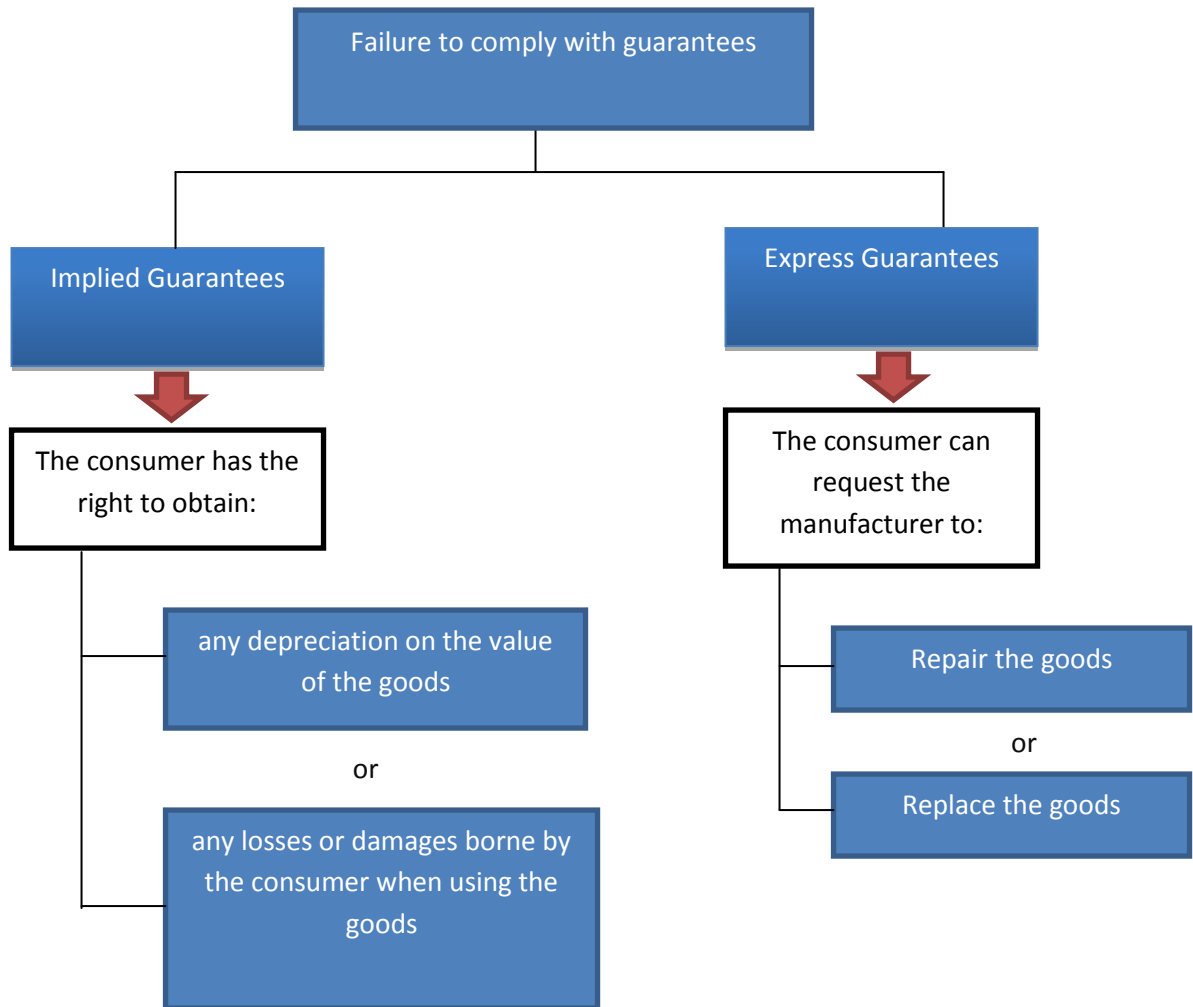 Failure to comply with guarantees
Implied Guarantees
Express Guarantees
The consumer has the
right to obtain:
The consumer can
request the
manufacturer to:
any depreciation on the value
of the goods
or
any losses or damages borne by
the consumer when using the
goods
Repair the goods
or
Replace the goods